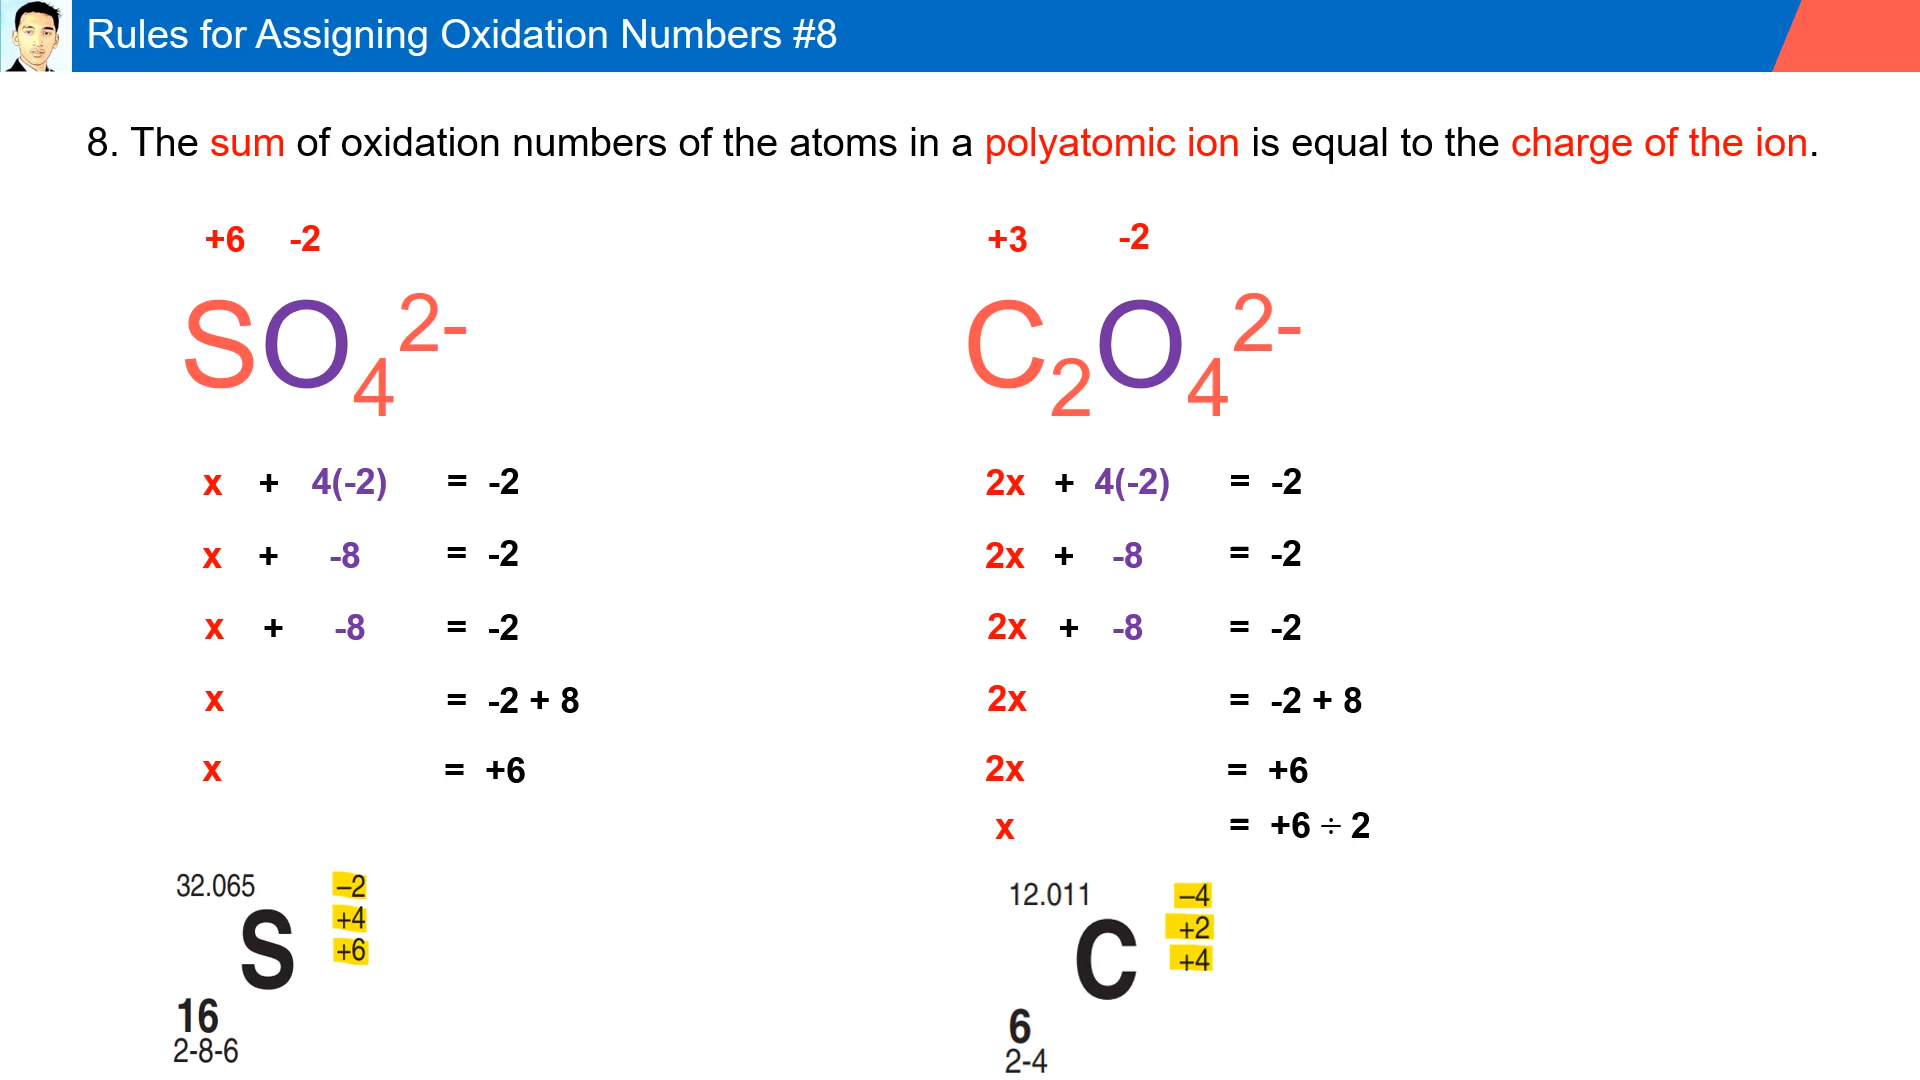 Rules for Assigning Oxidation Numbers #8
8. The sum of oxidation numbers of the atoms in a polyatomic ion is equal to the charge of the ion.
+6 -2
SO₄²⁻
x + 4(-2) = -2
x + -8 = -2
x + -8 = -2
x = -2 + 8
x = +6
32.065
–2
+4
+6
S
16
2-8-6
+3 -2
C₂O₄²⁻
2x + 4(-2) = -2
2x + -8 = -2
2x + -8 = -2
2x = -2 + 8
2x = +6
x = +6 ÷ 2
12.011
–4
+2
+4
C
6
2-4